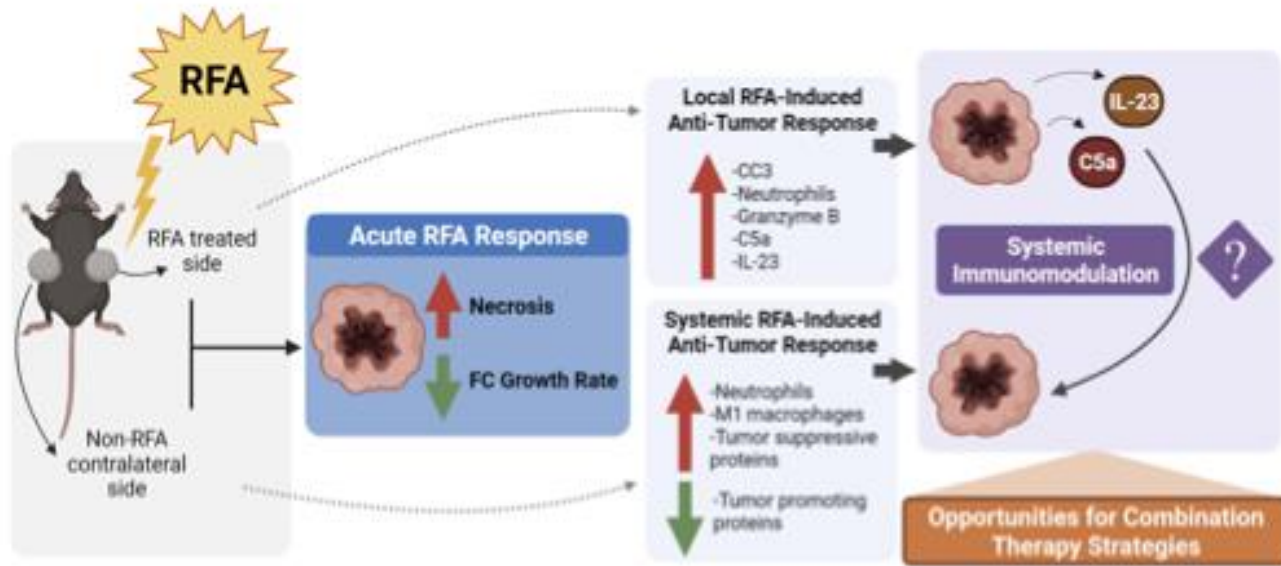 RFA
RFA treated
side
Non-RFA
contralateral
side
Acute RFA Response
Necrosis
FC Growth Rate
Local RFA-Induced
Anti-Tumor Response
-CC3
-Neutrophils
-Granzyme B
-C5a
-IL-23
Systemic RFA-Induced
Anti-Tumor Response
-Neutrophils
-M1 macrophages
-Tumor suppressive
proteins
-Tumor promoting
proteins
IL-23
C5a
Systemic
Immunomodulation
?
Opportunities for Combination
Therapy Strategies